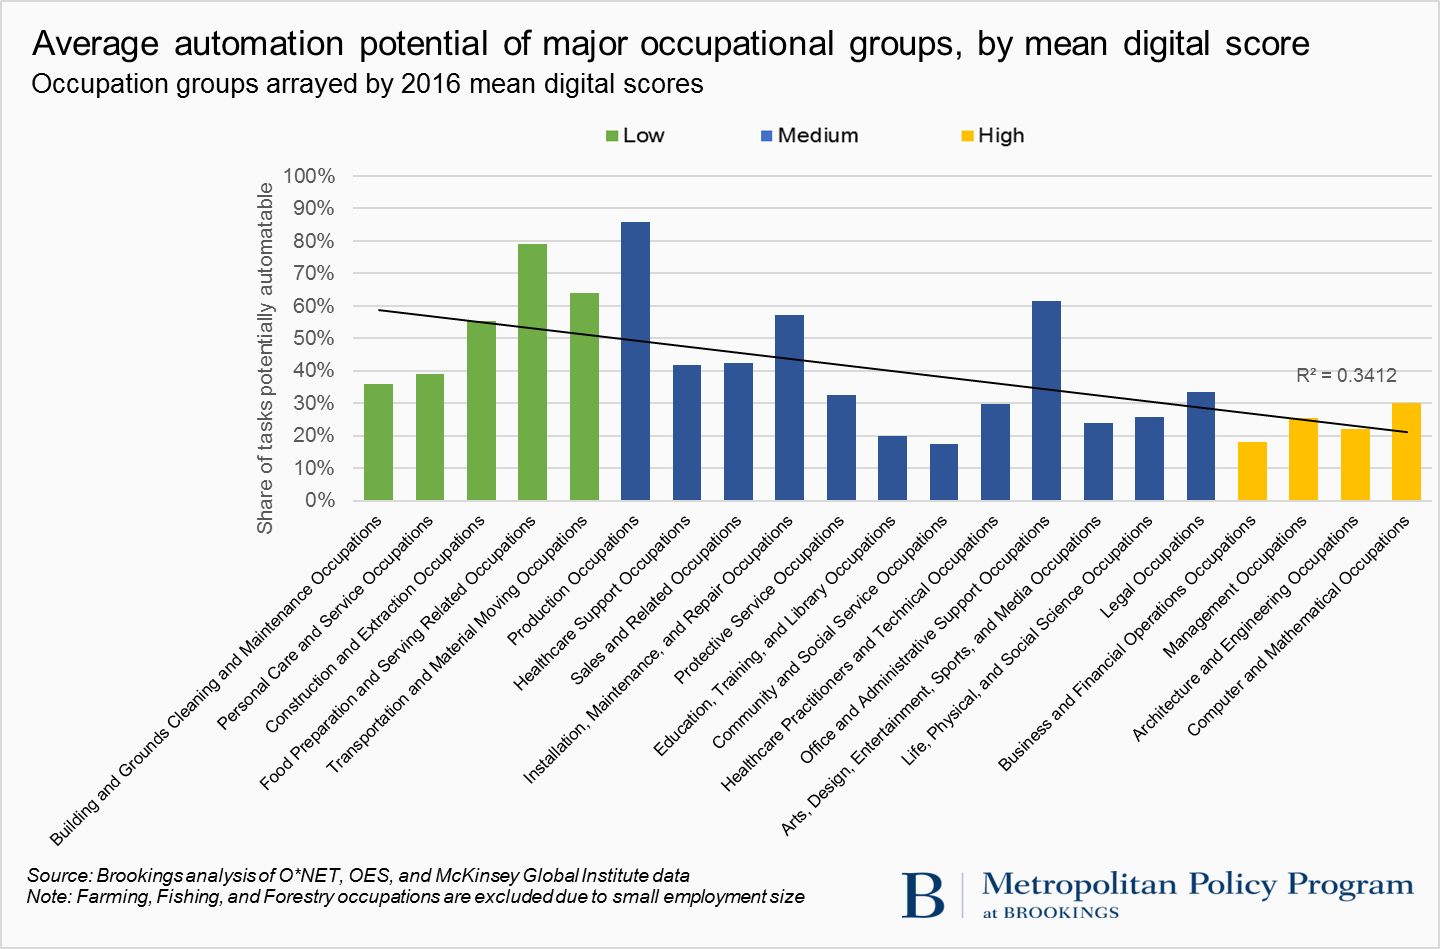 Average automation potential of major occupational groups, by mean digital score
Occupation groups arrayed by 2016 mean digital scores
Low Medium High
Share of tasks potentially automatable
100%
90%
80%
70%
60%
50%
40%
30%
20%
10%
0%
R² = 0.3412
Building and Grounds Cleaning and Maintenance Occupations
Personal Care and Service Occupations
Construction and Extraction Occupations
Food Preparation and Serving Related Occupations
Transportation and Material Moving Occupations
Production Occupations
Healthcare Support Occupations
Sales and Related Occupations
Installation, Maintenance, and Repair Occupations
Protective Service Occupations
Education, Training, and Library Occupations
Community and Social Service Occupations
Healthcare Practitioners and Technical Occupations
Office and Administrative Support Occupations
Arts, Design, Entertainment, Sports, and Media Occupations
Life, Physical, and Social Science Occupations
Legal Occupations
Business and Financial Operations Occupations
Management Occupations
Architecture and Engineering Occupations
Computer and Mathematical Occupations
Source: Brookings analysis of O*NET, OES, and McKinsey Global Institute data
Note: Farming, Fishing, and Forestry occupations are excluded due to small employment size
B
Metropolitan Policy Program
at BROOKINGS